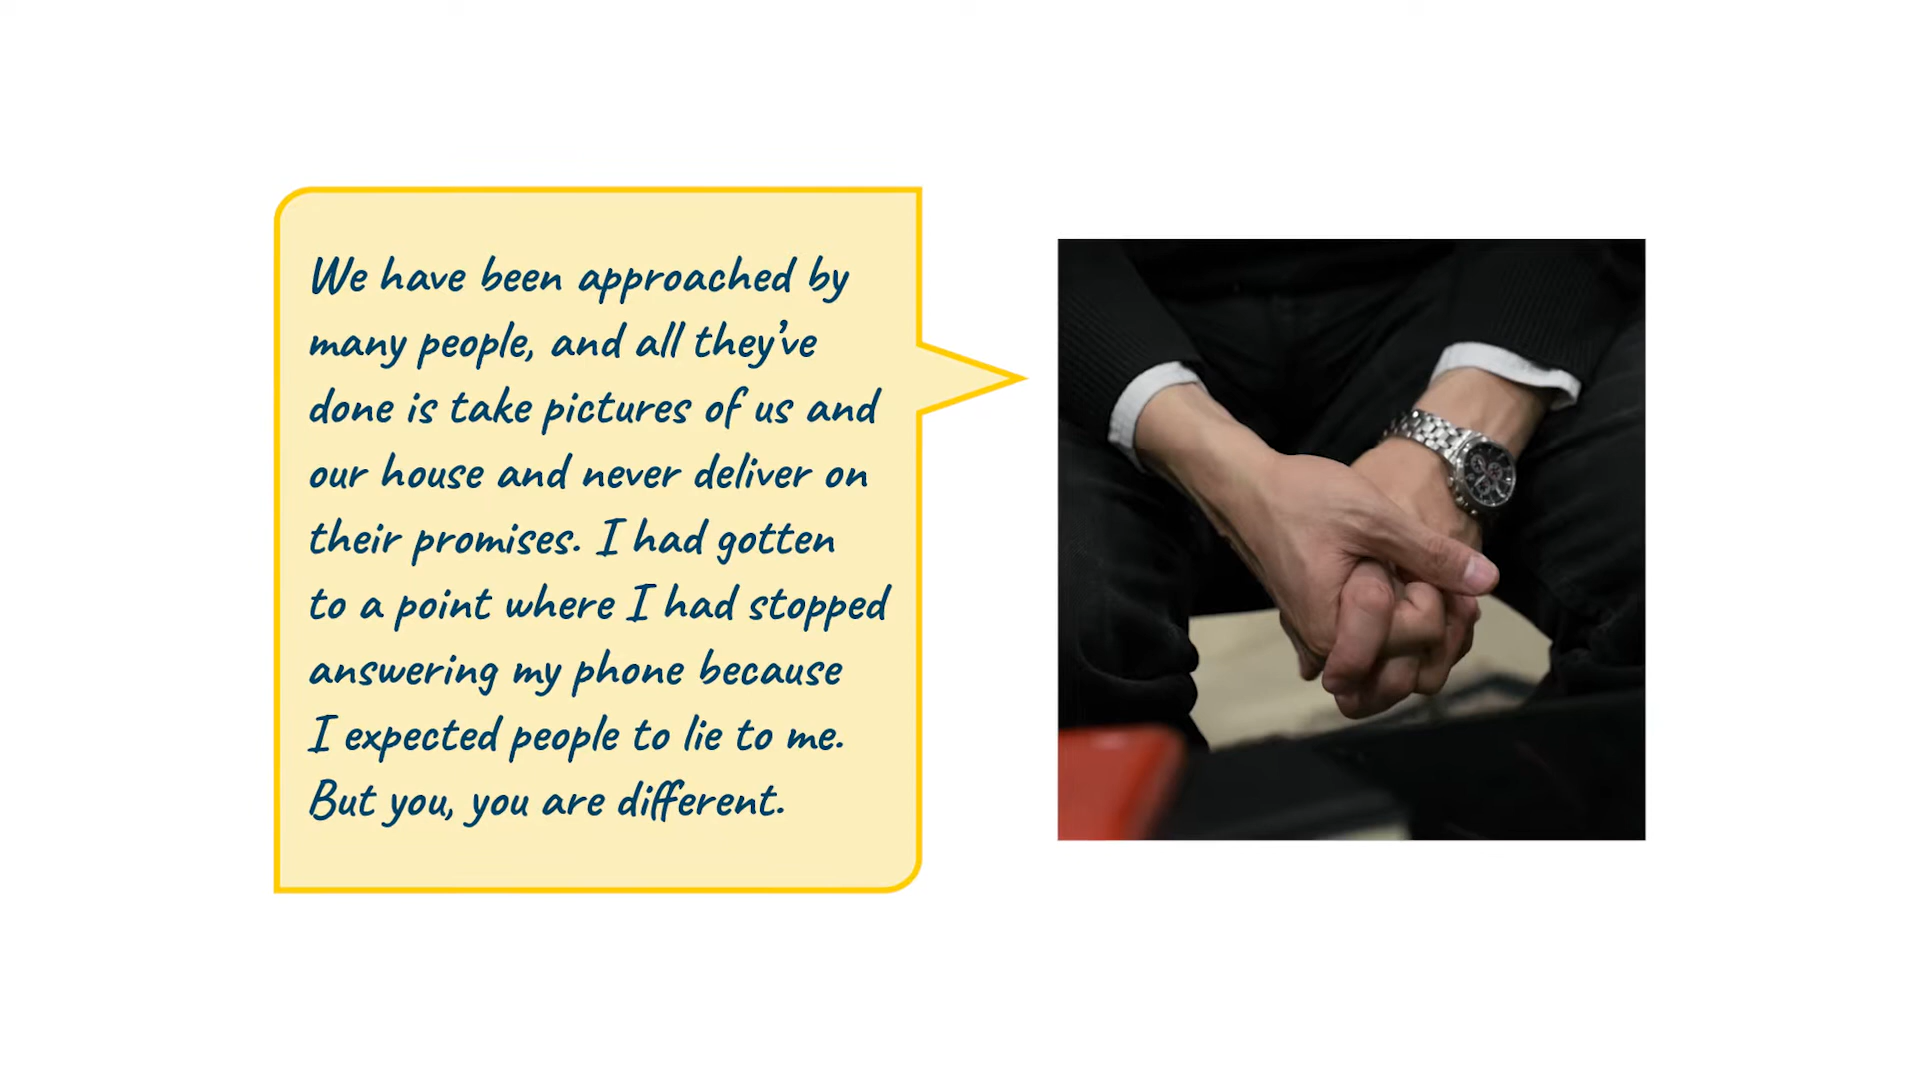 We have been approached by
many people, and all they’ve
done is take pictures of us and
our house and never deliver on
their promises. I had gotten
to a point where I had stopped
answering my phone because
I expected people to lie to me.
But you, you are different.